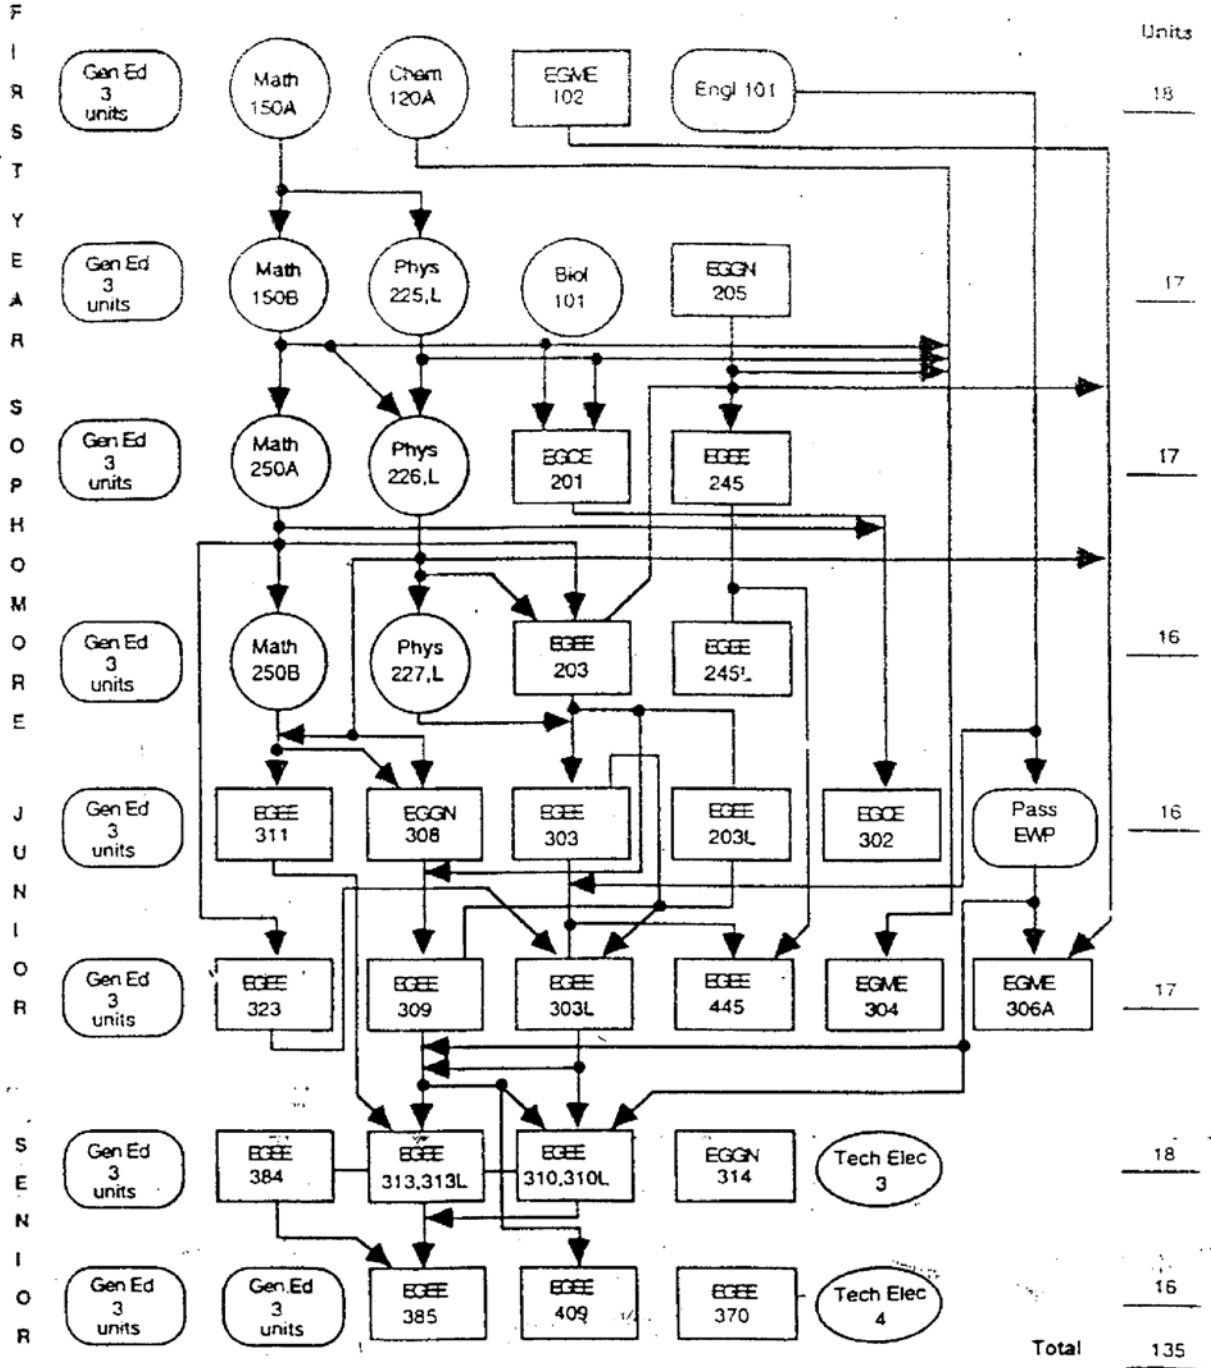 FIRST YEAR
Units
Gen Ed
3
units
Math
150A
Chem
120A
EGME
102
Engl 101
18
Gen Ed
3
units
Math
150B
Phys
225,L
Biol
101
EGGN
205
17
SOPHOMORE
Gen Ed
3
units
Math
250A
Phys
226,L
EGCE
201
EGEE
245
17
Gen Ed
3
units
Math
250B
Phys
227,L
EGEE
203
EGEE
245L
16
JUNIOR
Gen Ed
3
units
EGEE
311
EGGN
308
EGEE
303
EGEE
203L
EGCE
302
Pass
EWP
16
Gen Ed
3
units
EGEE
323
EGEE
309
EGEE
303L
EGEE
445
EGME
304
EGME
306A
17
SENIOR
Gen Ed
3
units
EGEE
384
EGEE
313,313L
EGEE
310,310L
EGGN
314
Tech Elec
3
18
Gen Ed
3
units
Gen.Ed
3
units
EGEE
385
EGEE
409
EGEE
370
Tech Elec
4
16
Total 135